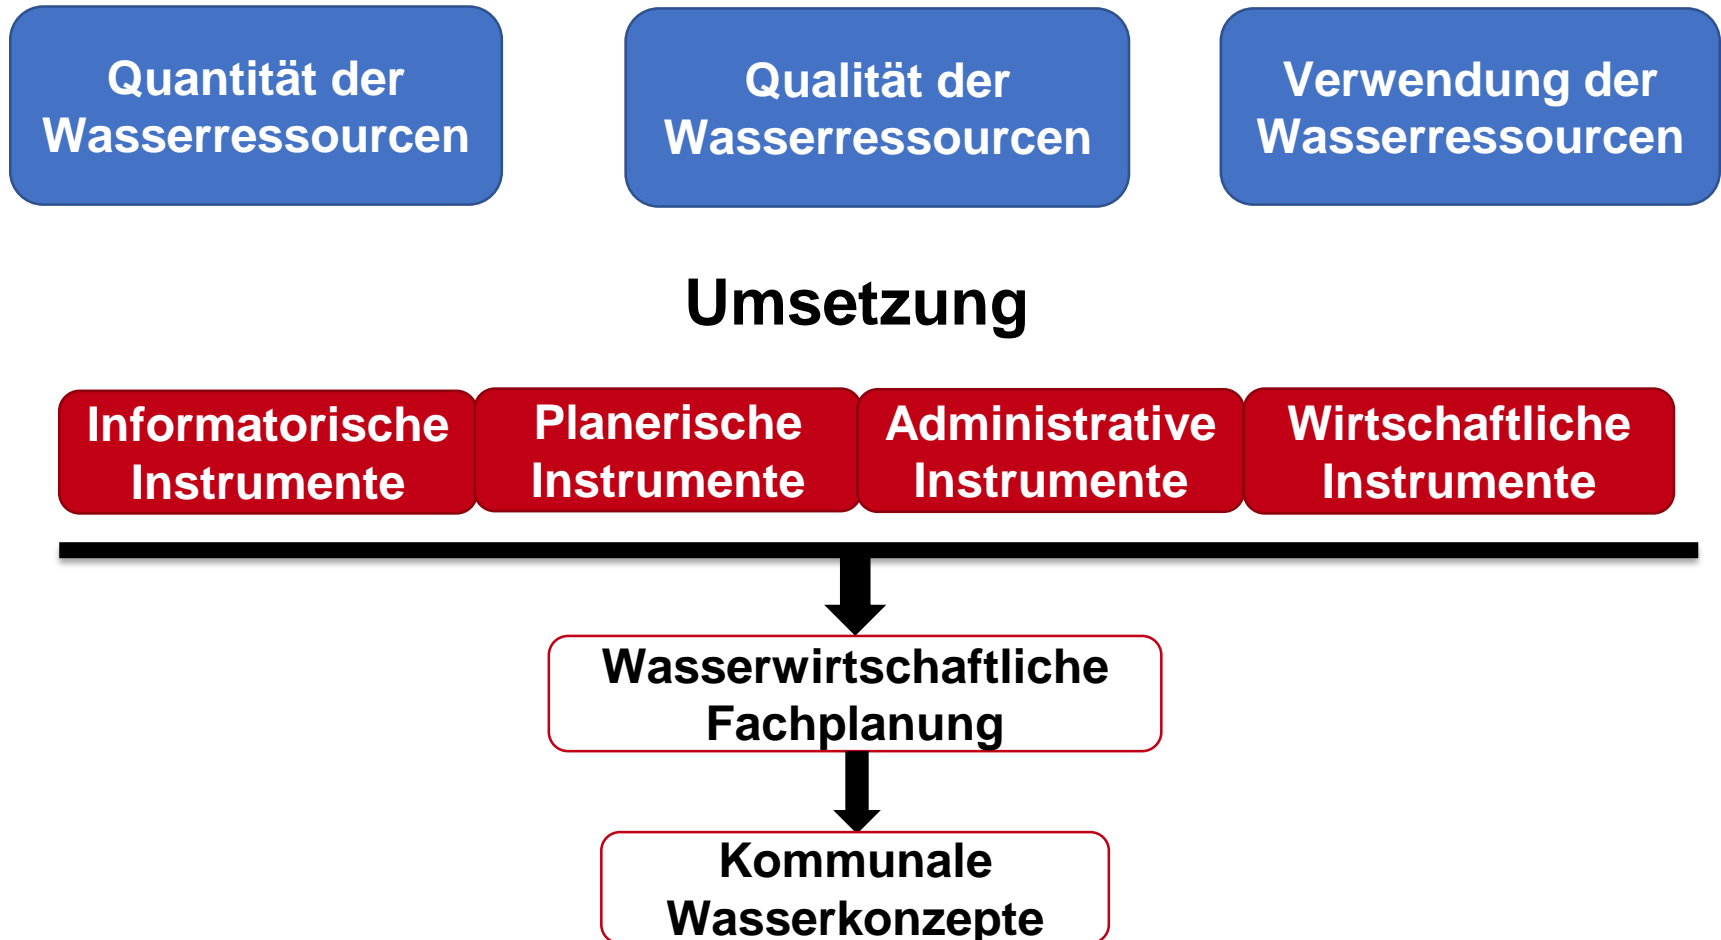 Quantität der
Wasserressourcen
Qualität der
Wasserressourcen
Verwendung der
Wasserressourcen
Umsetzung
Informatorische
Instrumente
Planerische
Instrumente
Administrative
Instrumente
Wirtschaftliche
Instrumente
Wasserwirtschaftliche
Fachplanung
Kommunale
Wasserkonzepte